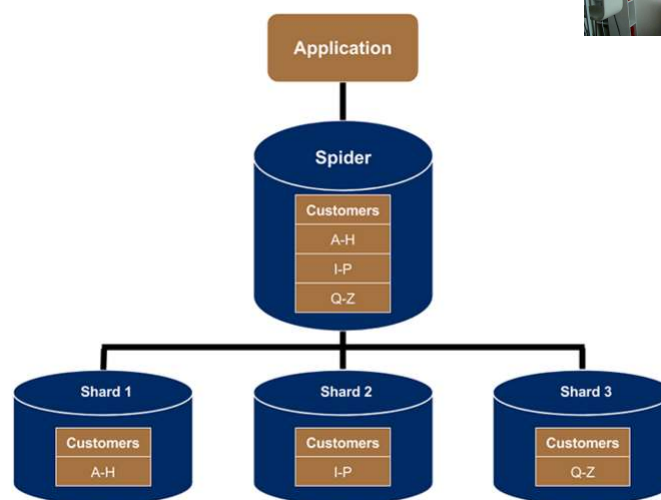 Application
Spider
Customers
A-H
I-P
Q-Z
Shard 1
Customers
A-H
Shard 2
Customers
I-P
Shard 3
Customers
Q-Z